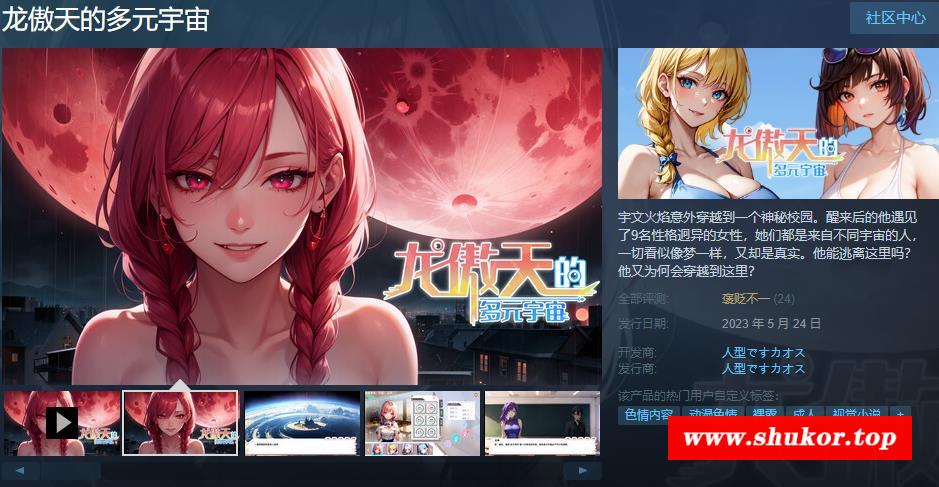 龙傲天的多元宇宙
社区中心
龙傲天的
多元宇宙
龙傲天的
多元宇宙
宇文火焰意外穿越到一个神秘校园。醒来后的他遇见
了9名性格迥异的女性，她们都是来自不同宇宙的人，
一切看似像梦一样，又却是真实。他能逃离这里吗？
他又为何会穿越到这里？
全部评测: 褒贬不一 (24)
发行日期: 2023 年 5 月 24 日
开发商: 人型ですカオス
发行商: 人型ですカオス
该产品的热门用户自定义标签:
色情内容 动漫色情 裸露 成人 视觉小说 +
www.shukor.top